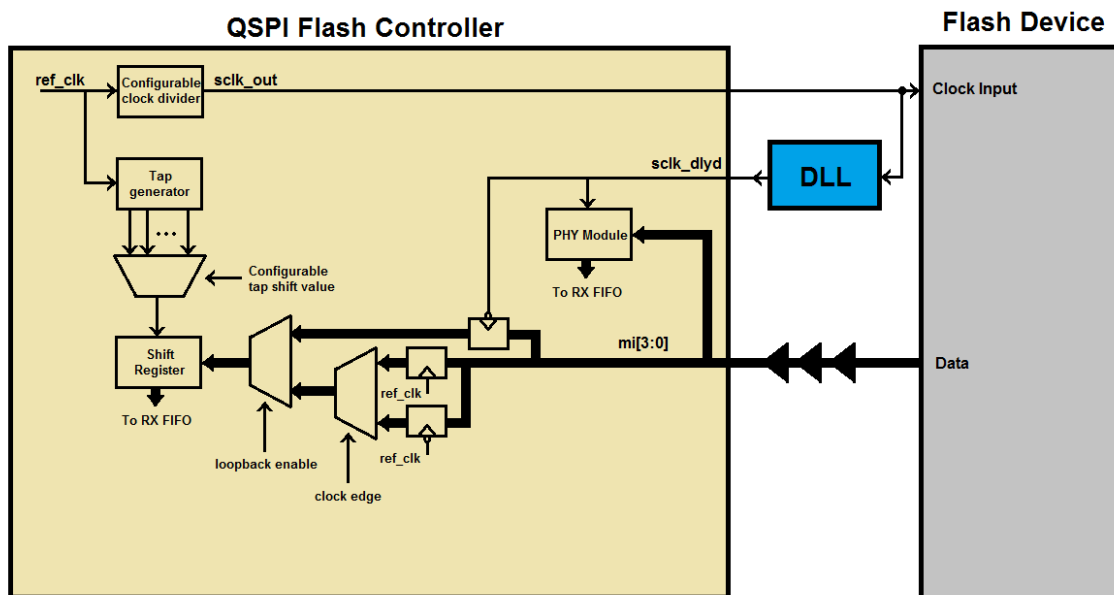 QSPI Flash Controller
Flash Device
ref_clk
Configurable
clock divider
sclk_out
Clock Input
Tap
generator
sclk_dlyd
DLL
PHY Module
...
Configurable
tap shift value
To RX FIFO
mi[3:0]
Shift
Register
Data
ref_clk
To RX FIFO
ref_clk
loopback enable
clock edge